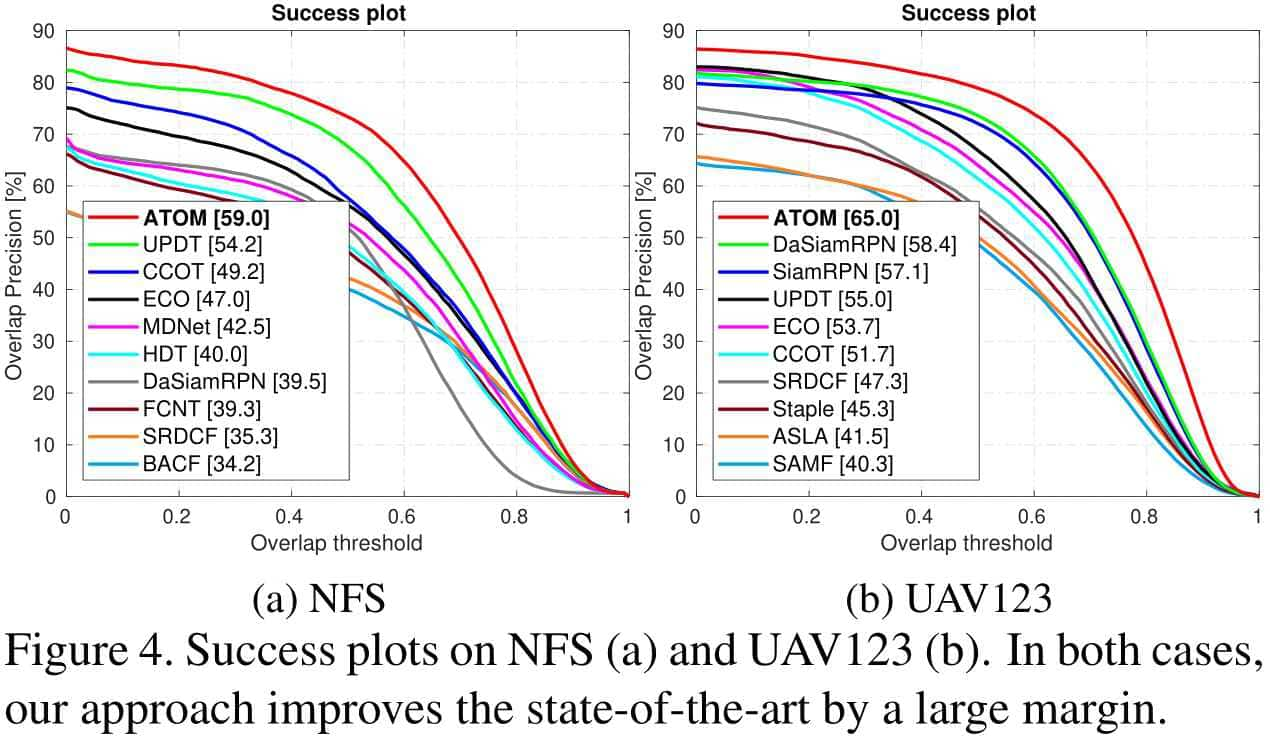 Success plot
90
80
70
60
50
40
30
20
10
0
Overlap Precision [%]
ATOM [59.0]
UPDT [54.2]
CCOT [49.2]
ECO [47.0]
MDNet [42.5]
HDT [40.0]
DaSiamRPN [39.5]
FCNT [39.3]
SRDCF [35.3]
BACF [34.2]
0 0.2 0.4 0.6 0.8 1
Overlap threshold
(a) NFS
Success plot
90
80
70
60
50
40
30
20
10
0
Overlap Precision [%]
ATOM [65.0]
DaSiamRPN [58.4]
SiamRPN [57.1]
UPDT [55.0]
ECO [53.7]
CCOT [51.7]
SRDCF [47.3]
Staple [45.3]
ASLA [41.5]
SAMF [40.3]
0 0.2 0.4 0.6 0.8 1
Overlap threshold
(b) UAV123
Figure 4. Success plots on NFS (a) and UAV123 (b). In both cases,
our approach improves the state-of-the-art by a large margin.